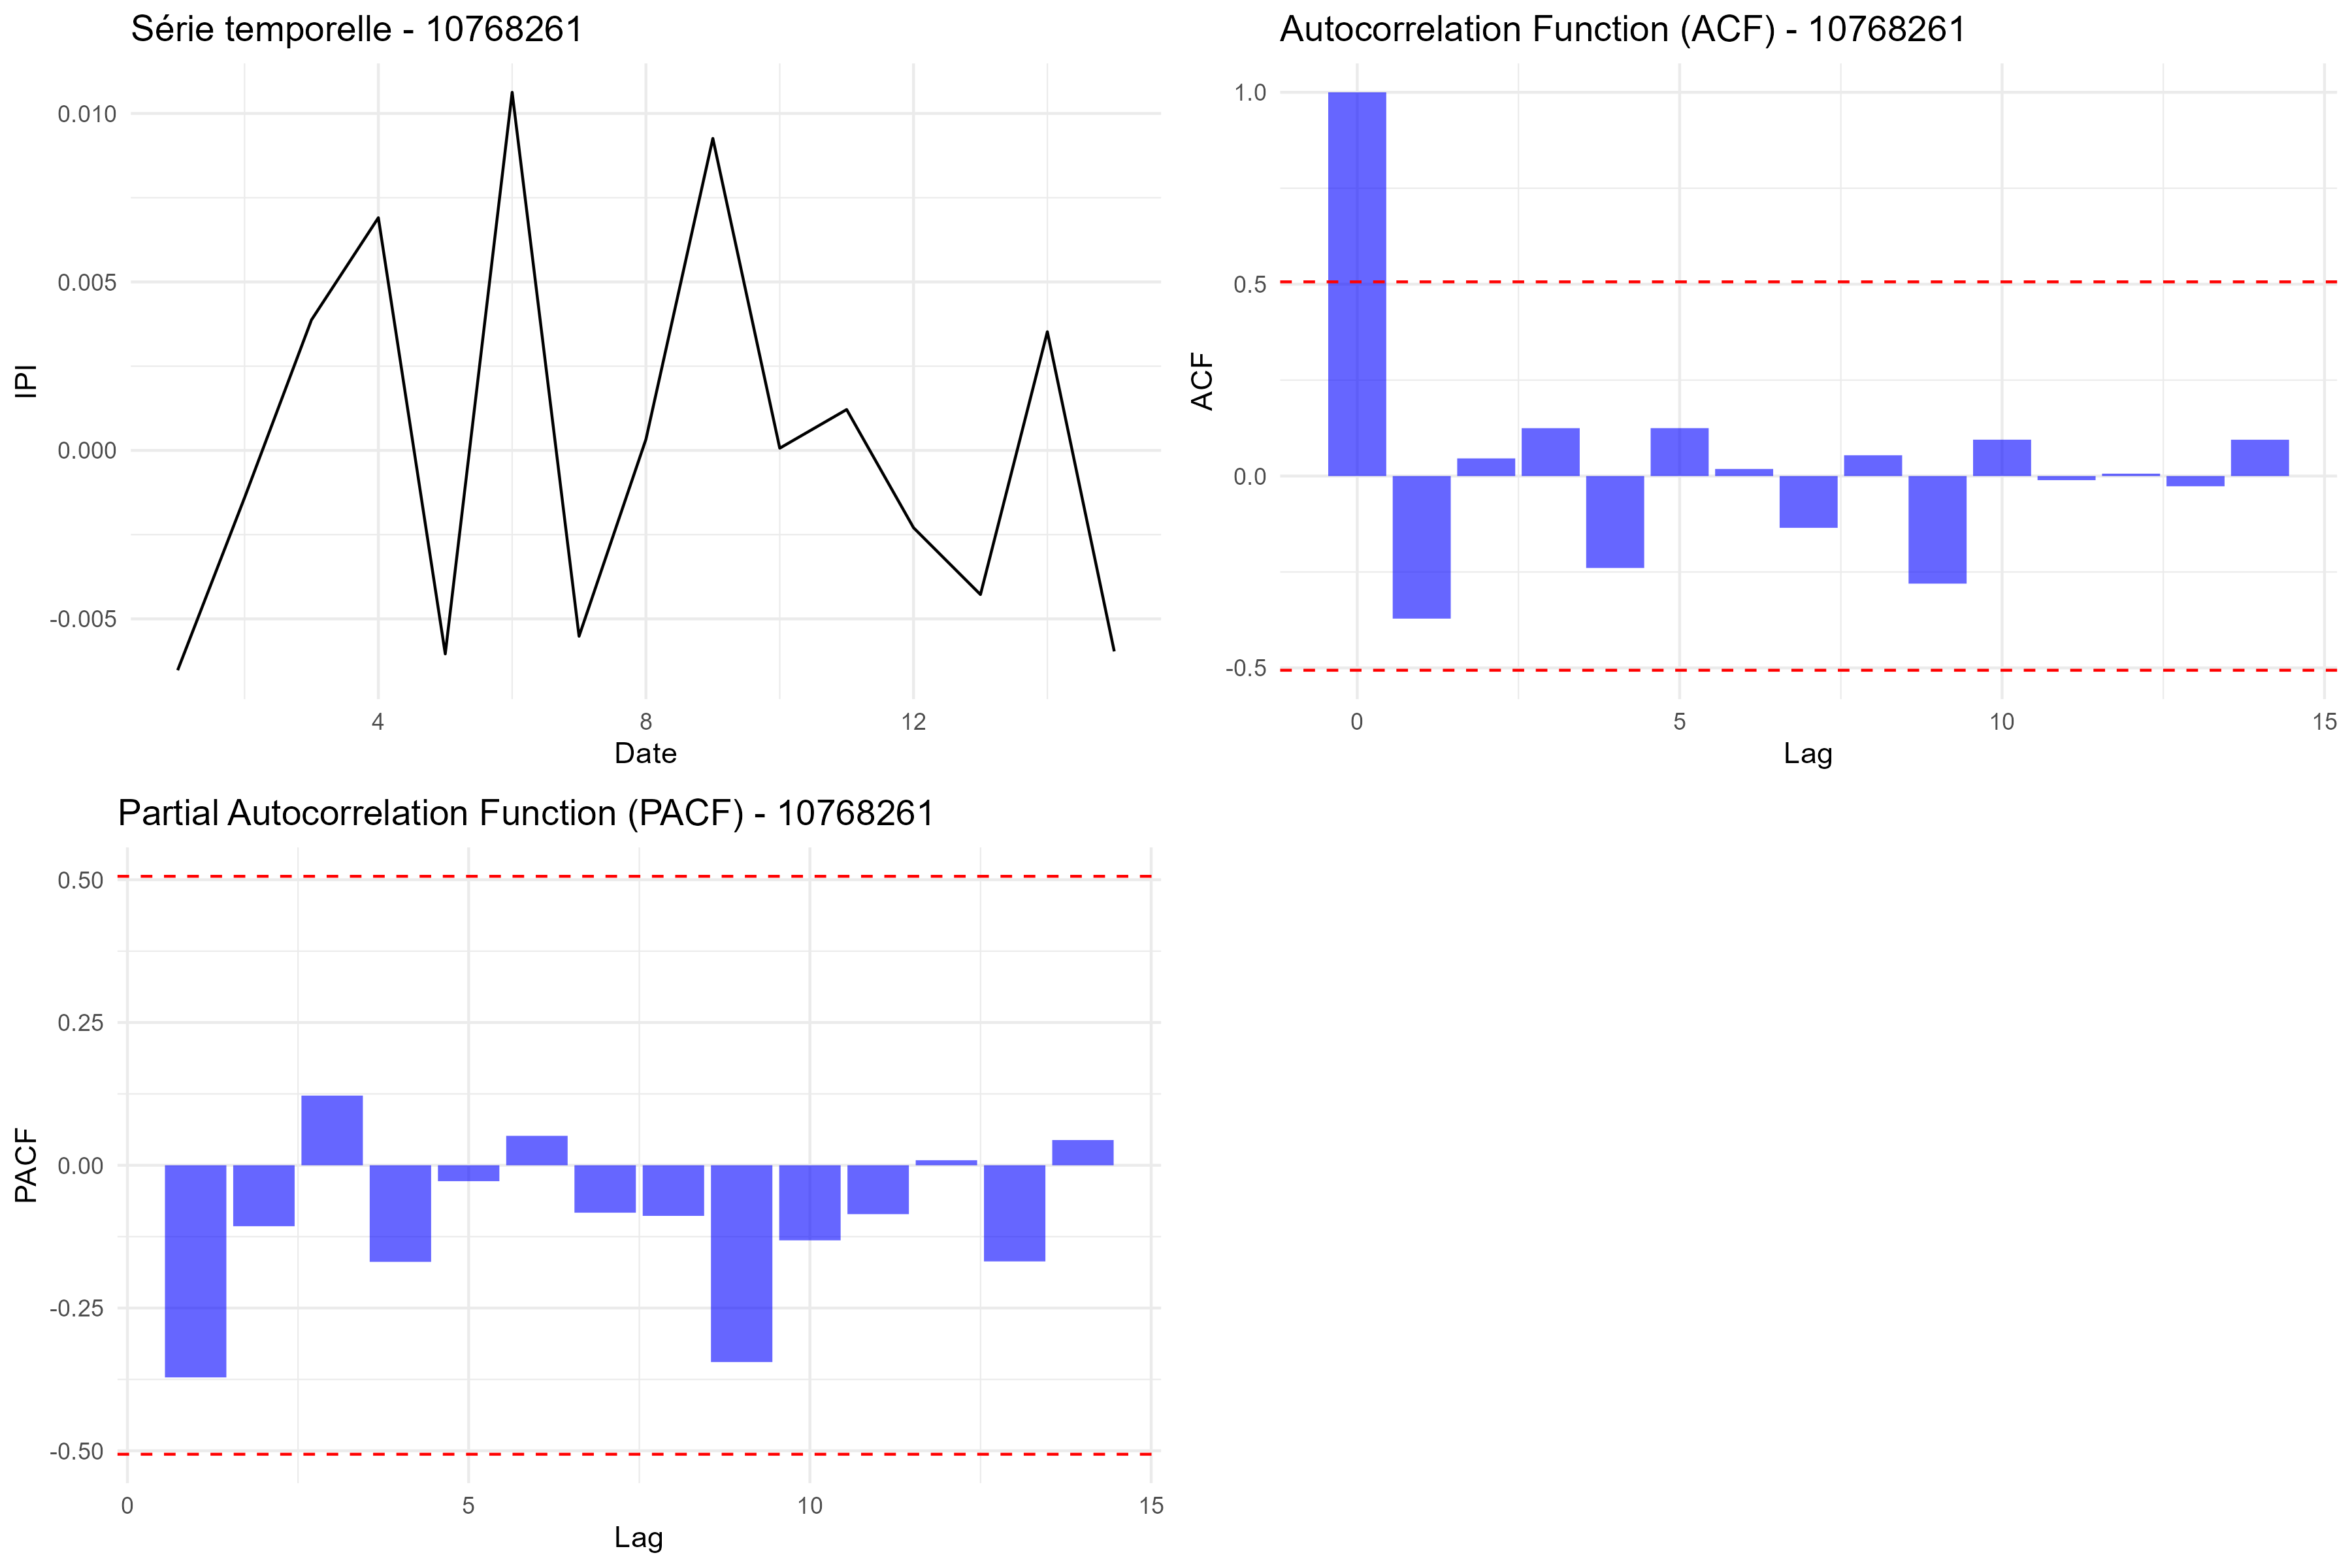 Série temporelle - 10768261
0.010
0.005
0.000
-0.005
IPI
4
8
12
Date
Autocorrelation Function (ACF) - 10768261
1.0
0.5
0.0
-0.5
ACF
0
5
10
15
Lag
Partial Autocorrelation Function (PACF) - 10768261
0.50
0.25
0.00
-0.25
-0.50
PACF
0
5
10
15
Lag